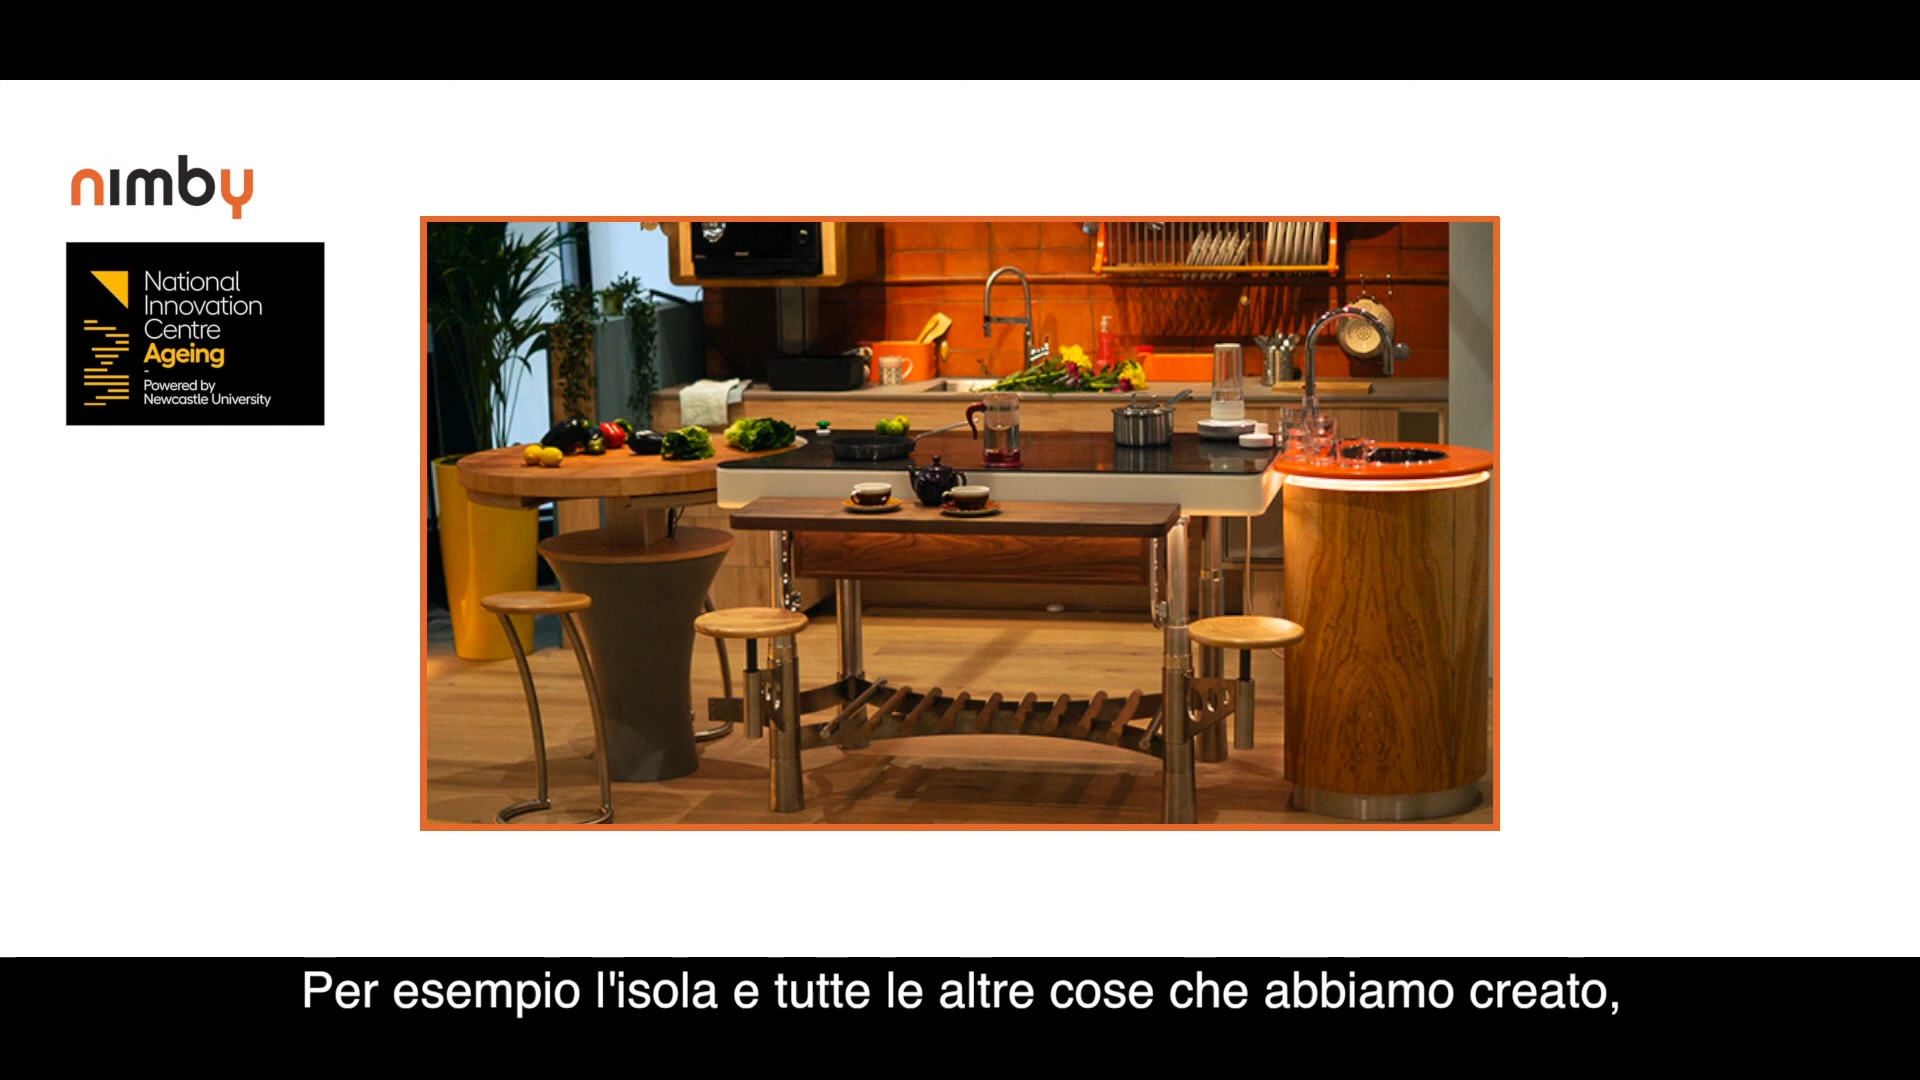 nimby
National
Innovation
Centre
Ageing
-
Powered by
Newcastle University
Per esempio l'isola e tutte le altre cose che abbiamo creato,